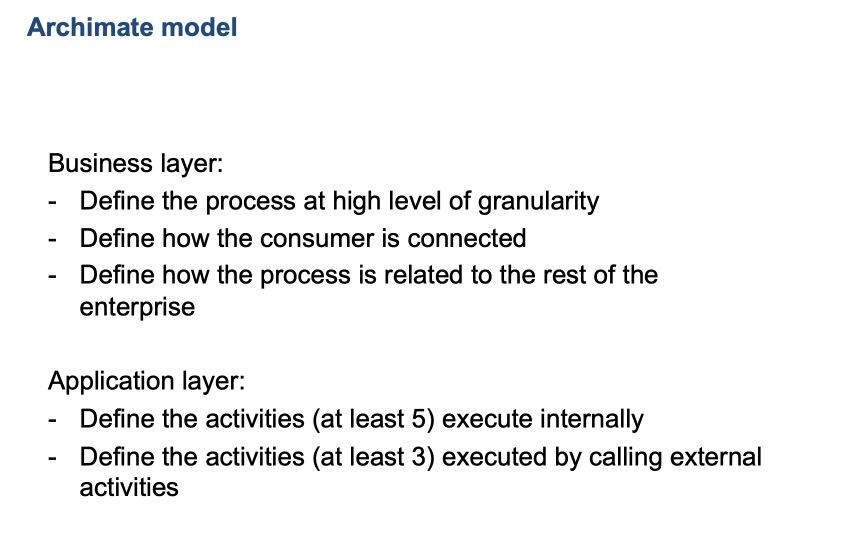 Archimate model
Business layer:
- Define the process at high level of granularity
- Define how the consumer is connected
- Define how the process is related to the rest of the
enterprise
Application layer:
- Define the activities (at least 5) execute internally
- Define the activities (at least 3) executed by calling external
activities